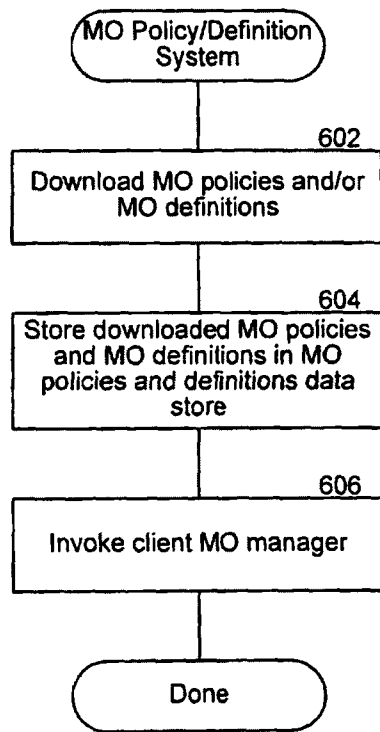 MO Policy/Definition
System
602
Download MO policies and/or
MO definitions
604
Store downloaded MO policies
and MO definitions in MO
policies and definitions data
store
606
Invoke client MO manager
Done